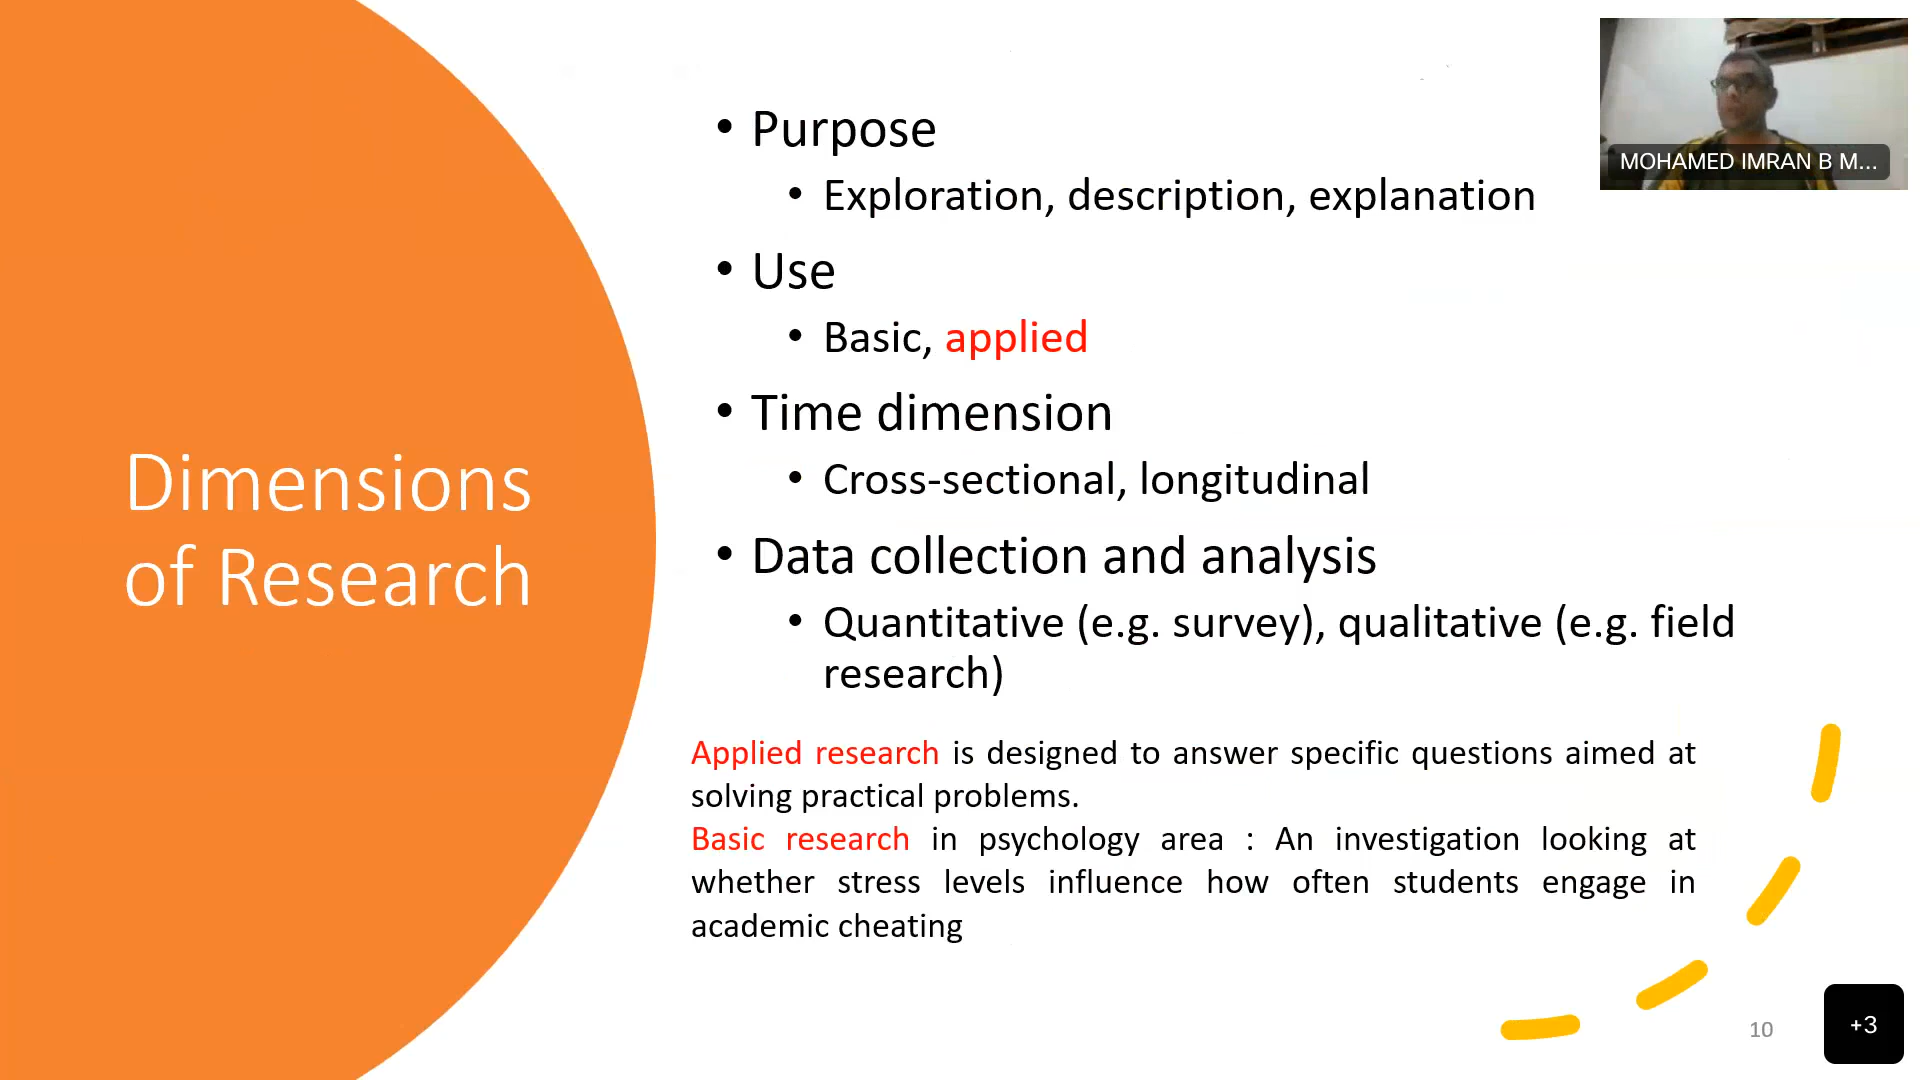 Dimensions
of Research
• Purpose
• Exploration, description, explanation
• Use
• Basic, applied
• Time dimension
• Cross-sectional, longitudinal
• Data collection and analysis
• Quantitative (e.g. survey), qualitative (e.g. field
research)
Applied research is designed to answer specific questions aimed at
solving practical problems.
Basic research in psychology area : An investigation looking at
whether stress levels influence how often students engage in
academic cheating
MOHAMED IMRAN B M...
10
+3